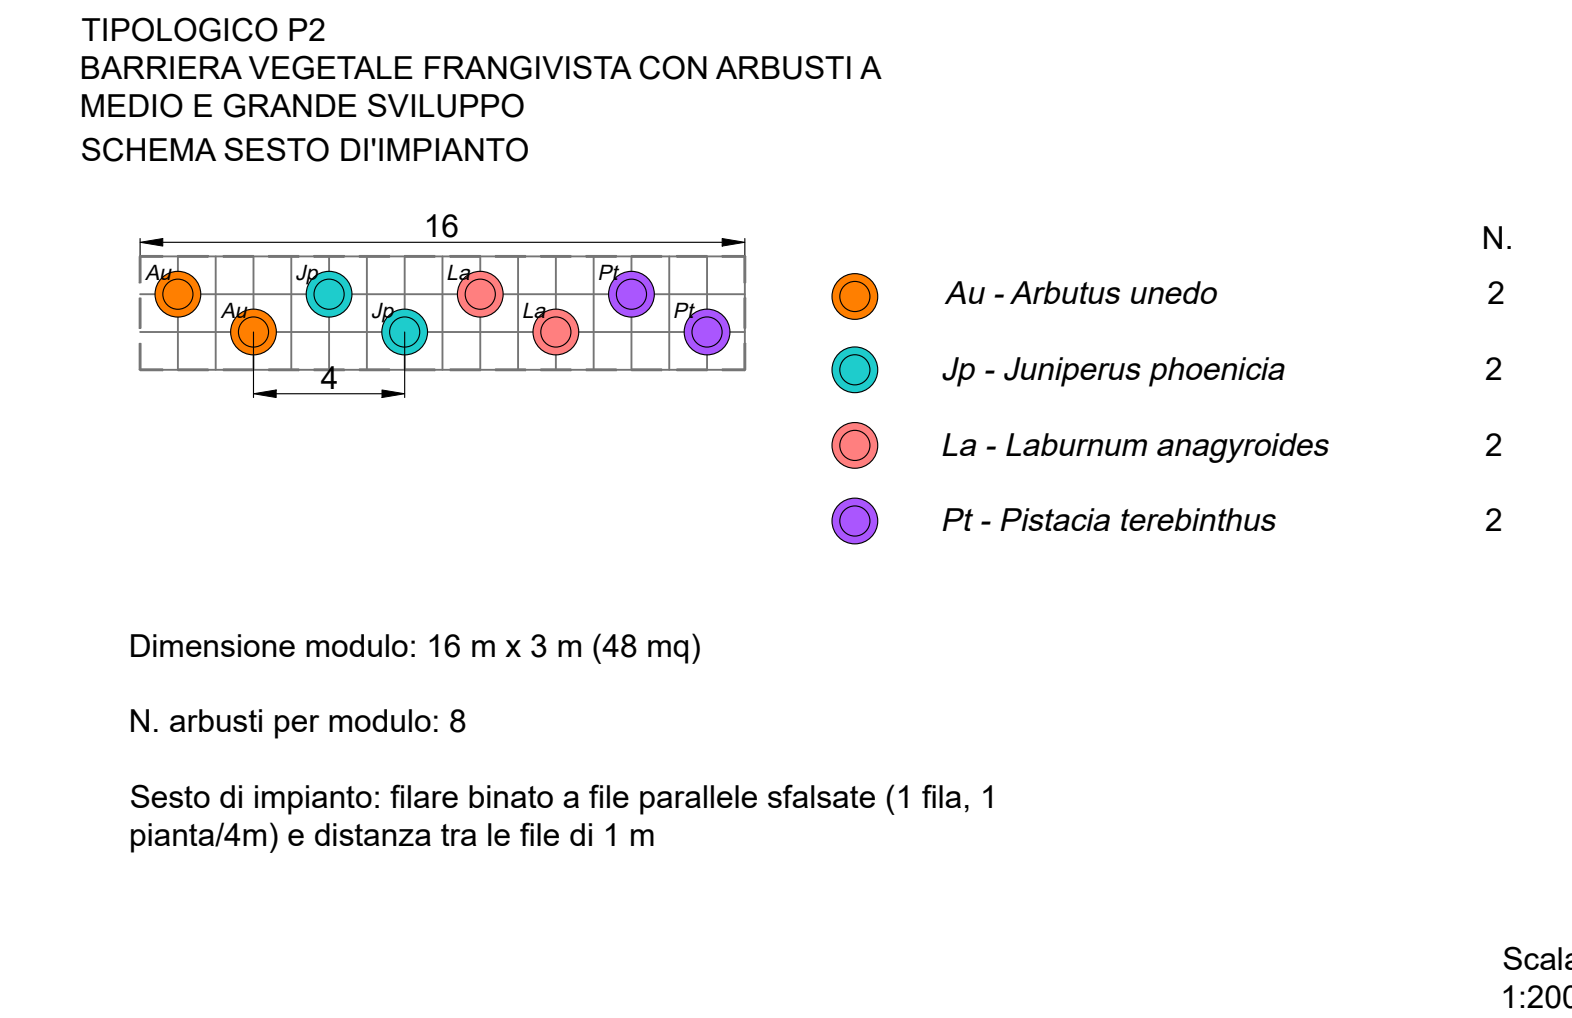 TIPOLOGICO P2
BARRIERA VEGETALE FRANGIVISTA CON ARBUSTI A
MEDIO E GRANDE SVILUPPO
SCHEMA SESTO DI'IMPIANTO
16
Au
Jp
La
Pt
Au
Jp
La
Pt
4
N.
Au - Arbutus unedo 2
Jp - Juniperus phoenicia 2
La - Laburnum anagyroides 2
Pt - Pistacia terebinthus 2
Dimensione modulo: 16 m x 3 m (48 mq)
N. arbusti per modulo: 8
Sesto di impianto: filare binato a file parallele sfalsate (1 fila, 1
pianta/4m) e distanza tra le file di 1 m
Scala
1:200